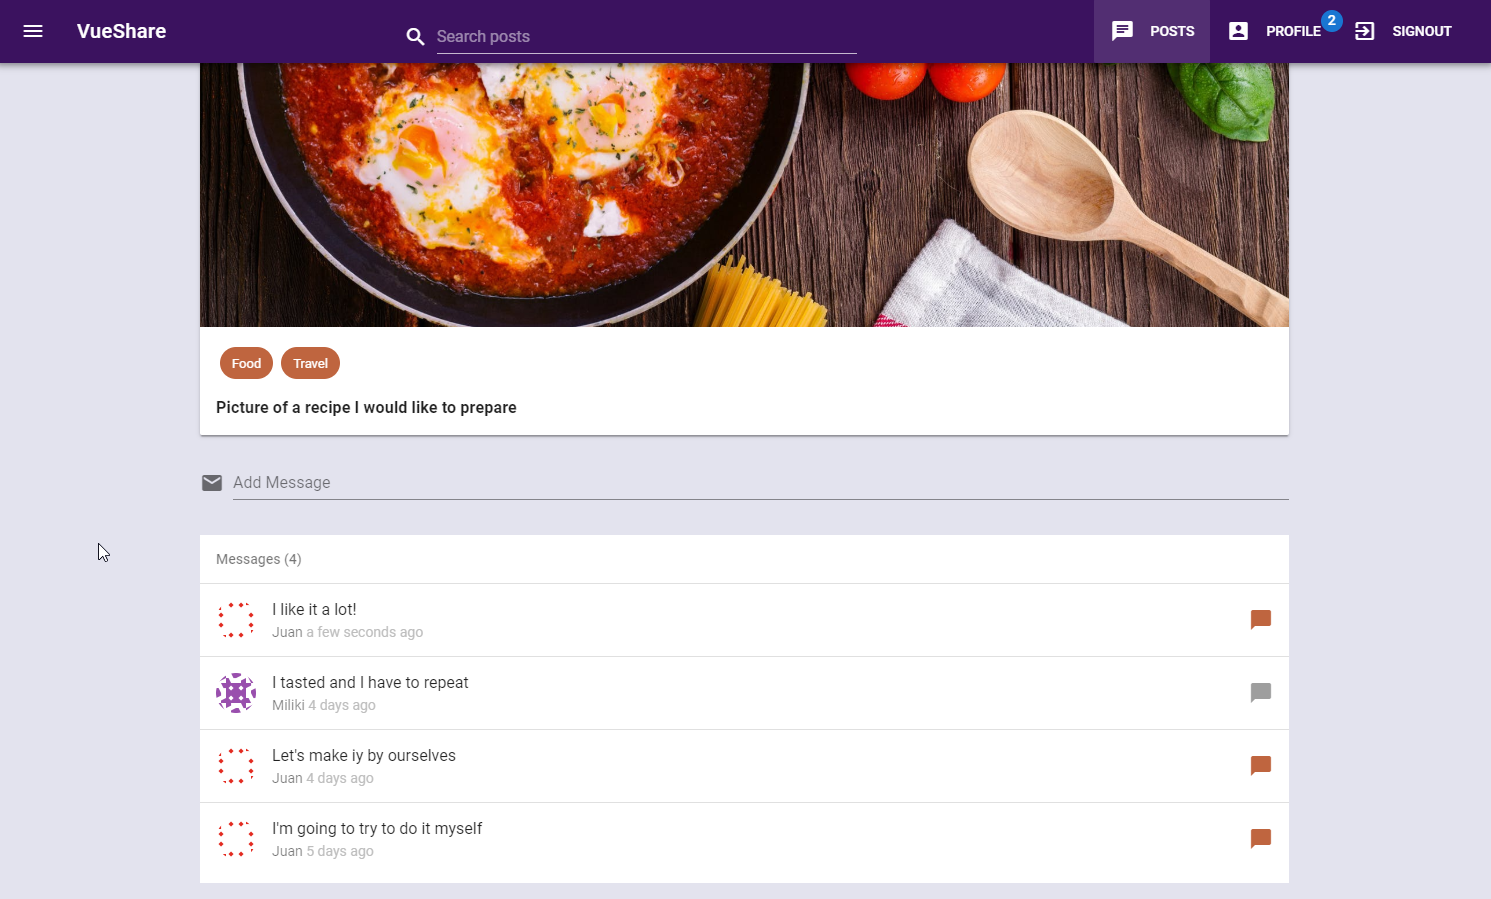 VueShare
Search posts
POSTS
PROFILE
2
SIGNOUT
Food
Travel
Picture of a recipe I would like to prepare
Add Message
Messages (4)
I like it a lot!
Juan a few seconds ago
I tasted and I have to repeat
Miliki 4 days ago
Let's make iy by ourselves
Juan 4 days ago
I'm going to try to do it myself
Juan 5 days ago